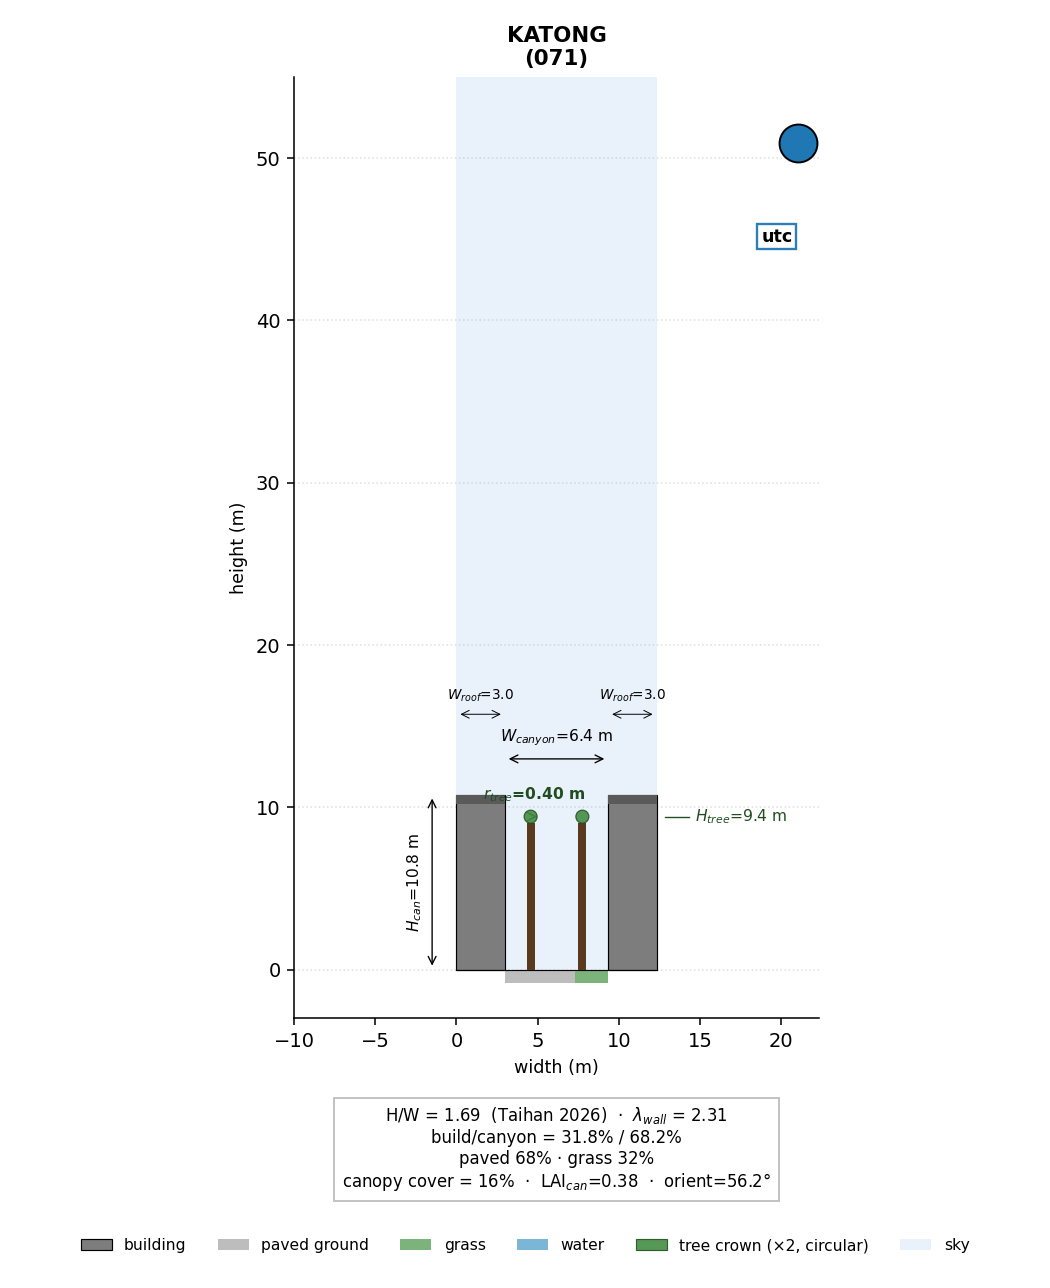 KATONG
(071)
50
utc
40
30
height (m)
20
W_roof=3.0
W_roof=3.0
W_canyon=6.4 m
r_tree=0.40 m
10
H_tree=9.4 m
H_can=10.8 m
0
−10 −5 0 5 10 15 20
width (m)
H/W = 1.69 (Taihan 2026) · λ_wall = 2.31
build/canyon = 31.8% / 68.2%
paved 68% · grass 32%
canopy cover = 16% · LAI_can=0.38 · orient=56.2°
building paved ground grass water tree crown (×2, circular) sky